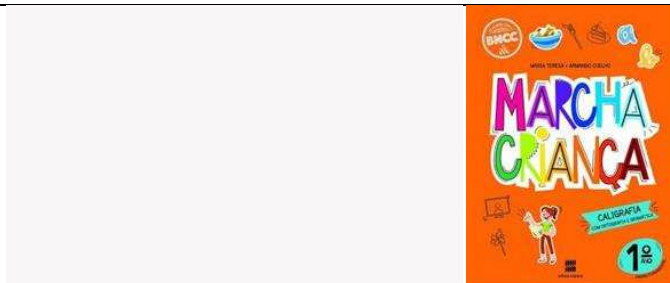 BNCC
MARIA TERESA • ARMANDO COELHO
MARCHA
CRIANÇA
CALIGRAFIA
COM ORTOGRAFIA E GRAMÁTICA
1º
ANO